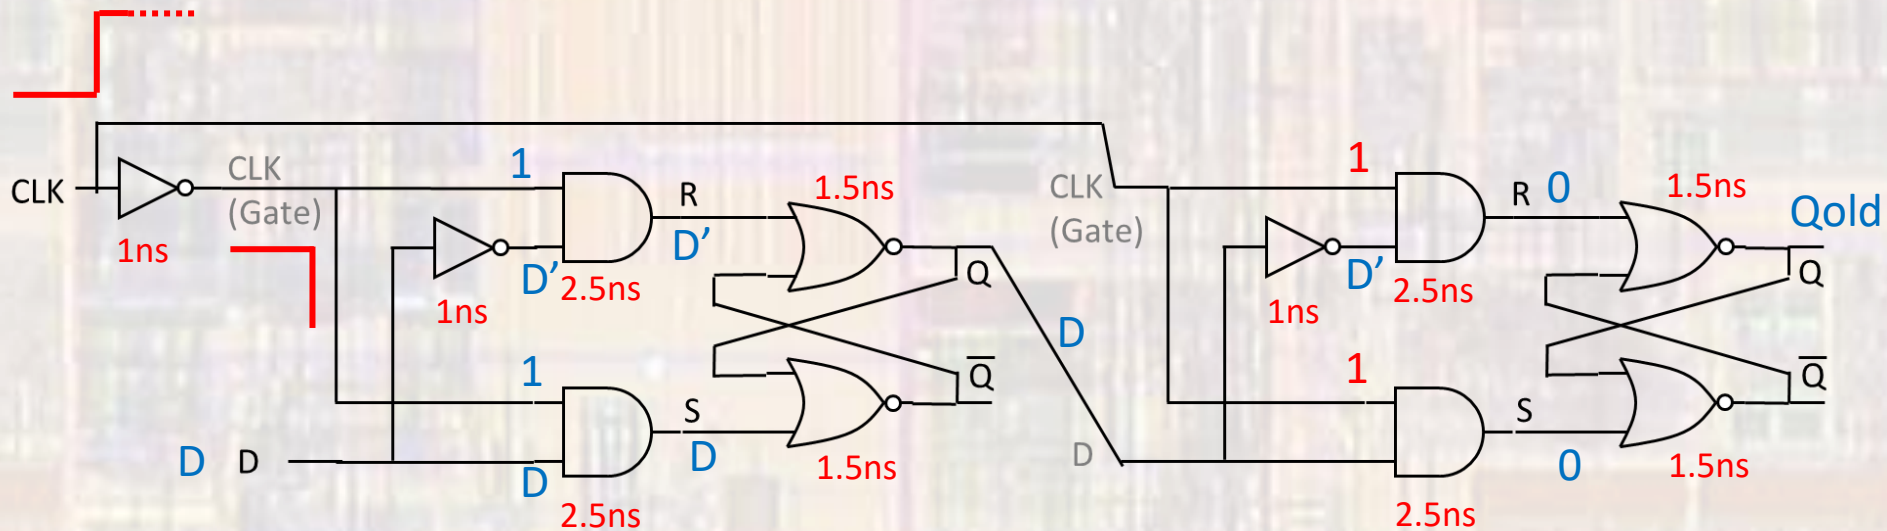 CLK
1ns
CLK
(Gate)
1
D'
1ns
2.5ns
R
D'
1.5ns
Q
1
D D
D
2.5ns
S
D
1.5ns
Q̅
D
CLK
(Gate)
D
1
D'
1ns
2.5ns
R 0
1.5ns
Qold
Q
1
2.5ns
S
0
1.5ns
Q̅